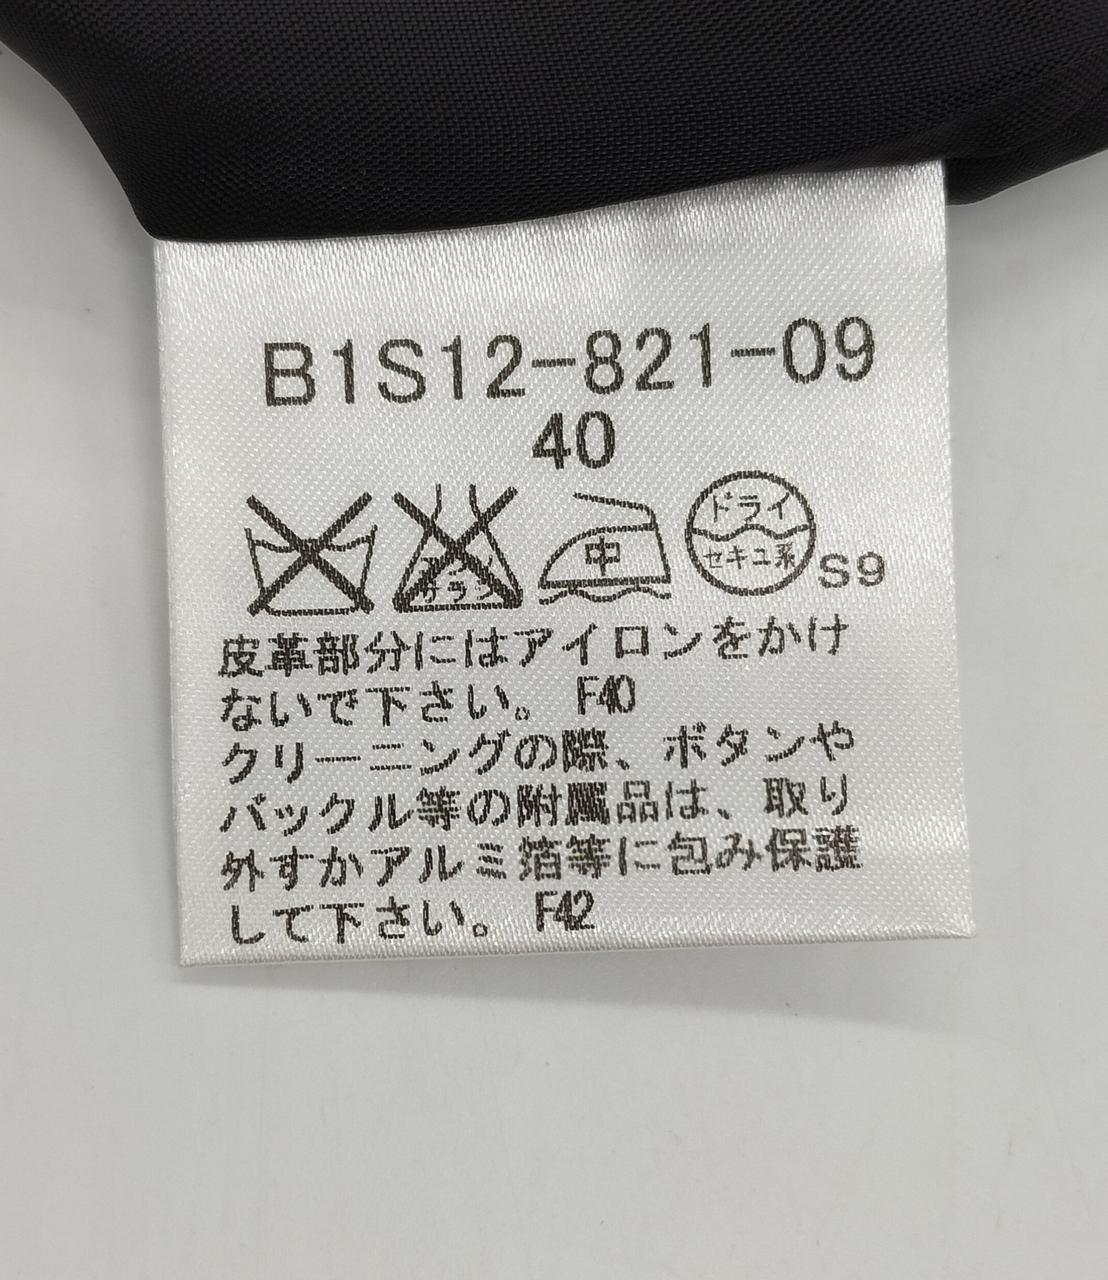 B1S12-821-09
40
中
ドライ
セキユ系
S9
皮革部分にはアイロンをかけ
ないで下さい。 F40
クリーニングの際、ボタンや
バックル等の附属品は、取り
外すかアルミ箔等に包み保護
して下さい。 F42